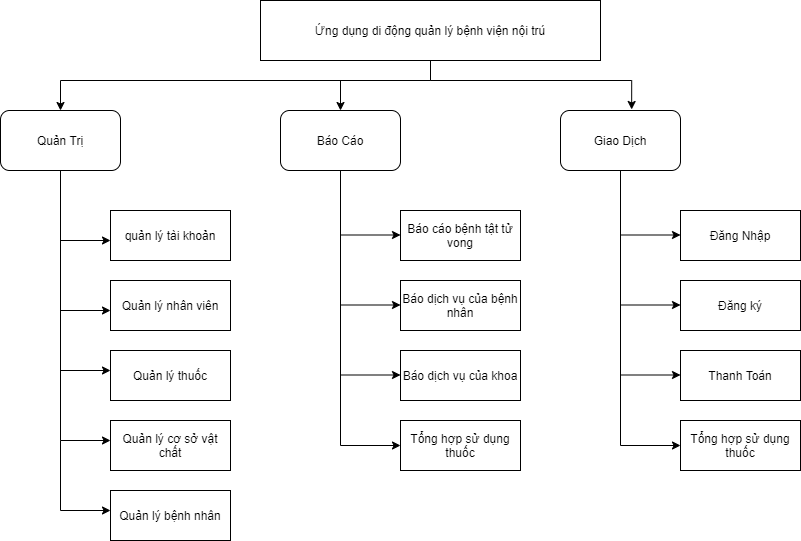 Ứng dụng di động quản lý bệnh viện nội trú
Quản Trị
Báo Cáo
Giao Dịch
quản lý tài khoản
Báo cáo bệnh tật tử
vong
Đăng Nhập
Quản lý nhân viên
Báo dịch vụ của bệnh
nhân
Đăng ký
Quản lý thuốc
Báo dịch vụ của khoa
Thanh Toán
Quản lý cơ sở vật
chất
Tổng hợp sử dụng
thuốc
Tổng hợp sử dụng
thuốc
Quản lý bệnh nhân